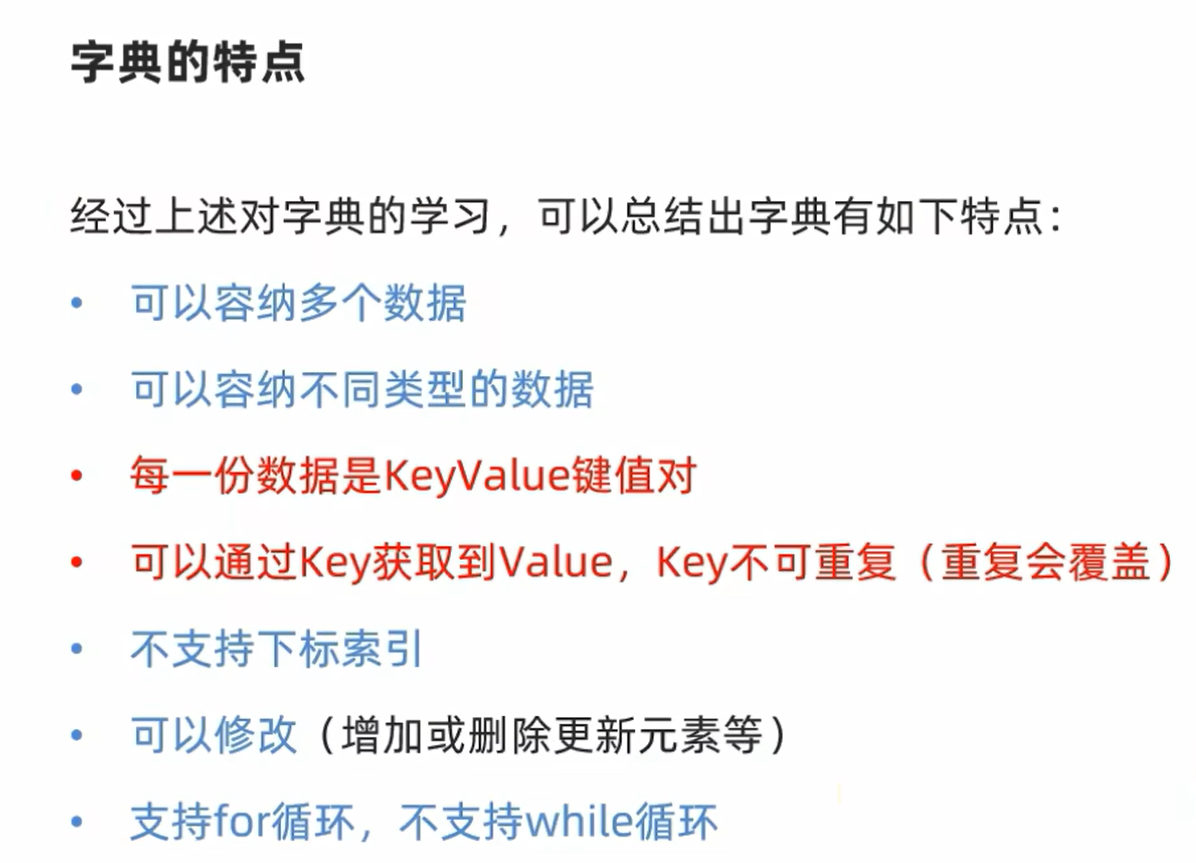 字典的特点
经过上述对字典的学习，可以总结出字典有如下特点：
• 可以容纳多个数据
• 可以容纳不同类型的数据
• 每一份数据是KeyValue键值对
• 可以通过Key获取到Value，Key不可重复（重复会覆盖）
• 不支持下标索引
• 可以修改（增加或删除更新元素等）
• 支持for循环，不支持while循环